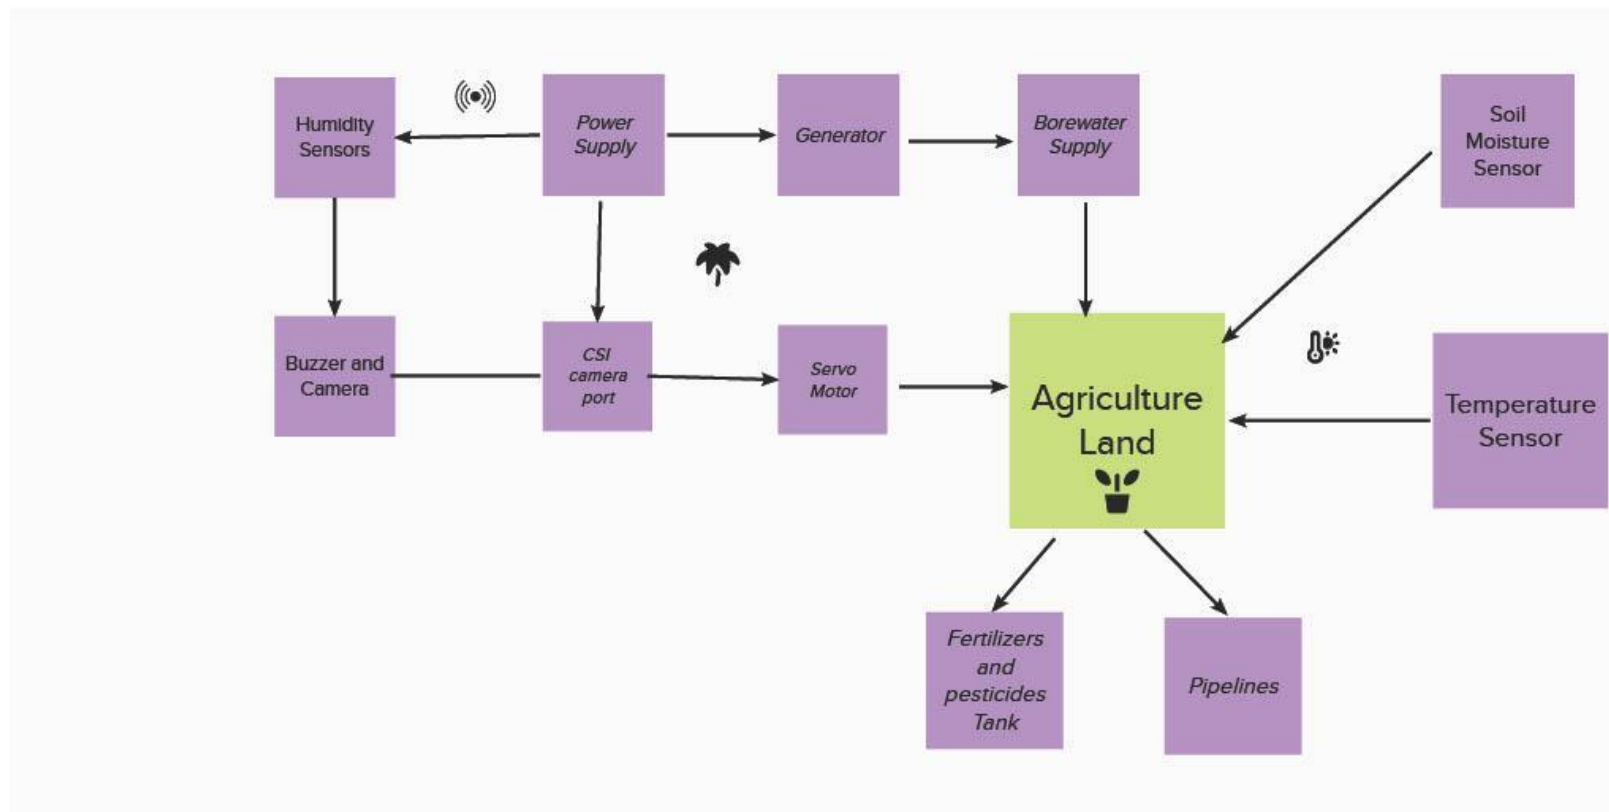 Humidity
Sensors
Power
Supply
Generator
Borewater
Supply
Soil
Moisture
Sensor
Buzzer and
Camera
CSI
camera
port
Servo
Motor
Agriculture
Land
Temperature
Sensor
Fertilizers
and
pesticides
Tank
Pipelines